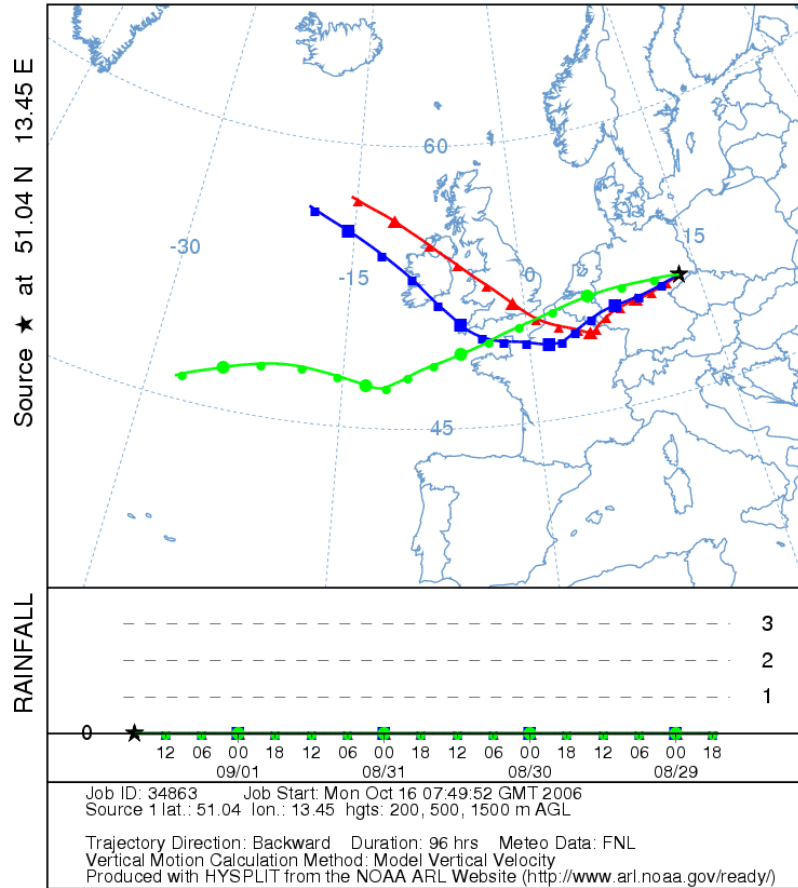 Source ★ at 51.04 N 13.45 E
60
-30
15
-15
0
45
RAINFALL
3
2
1
0
12 06 00 18 12 06 00 18 12 06 00 18 12 06 00 18
09/01 08/31 08/30 08/29
Job ID: 34863 Job Start: Mon Oct 16 07:49:52 GMT 2006
Source 1 lat.: 51.04 lon.: 13.45 hgts: 200, 500, 1500 m AGL
Trajectory Direction: Backward Duration: 96 hrs Meteo Data: FNL
Vertical Motion Calculation Method: Model Vertical Velocity
Produced with HYSPLIT from the NOAA ARL Website (http://www.arl.noaa.gov/ready/)